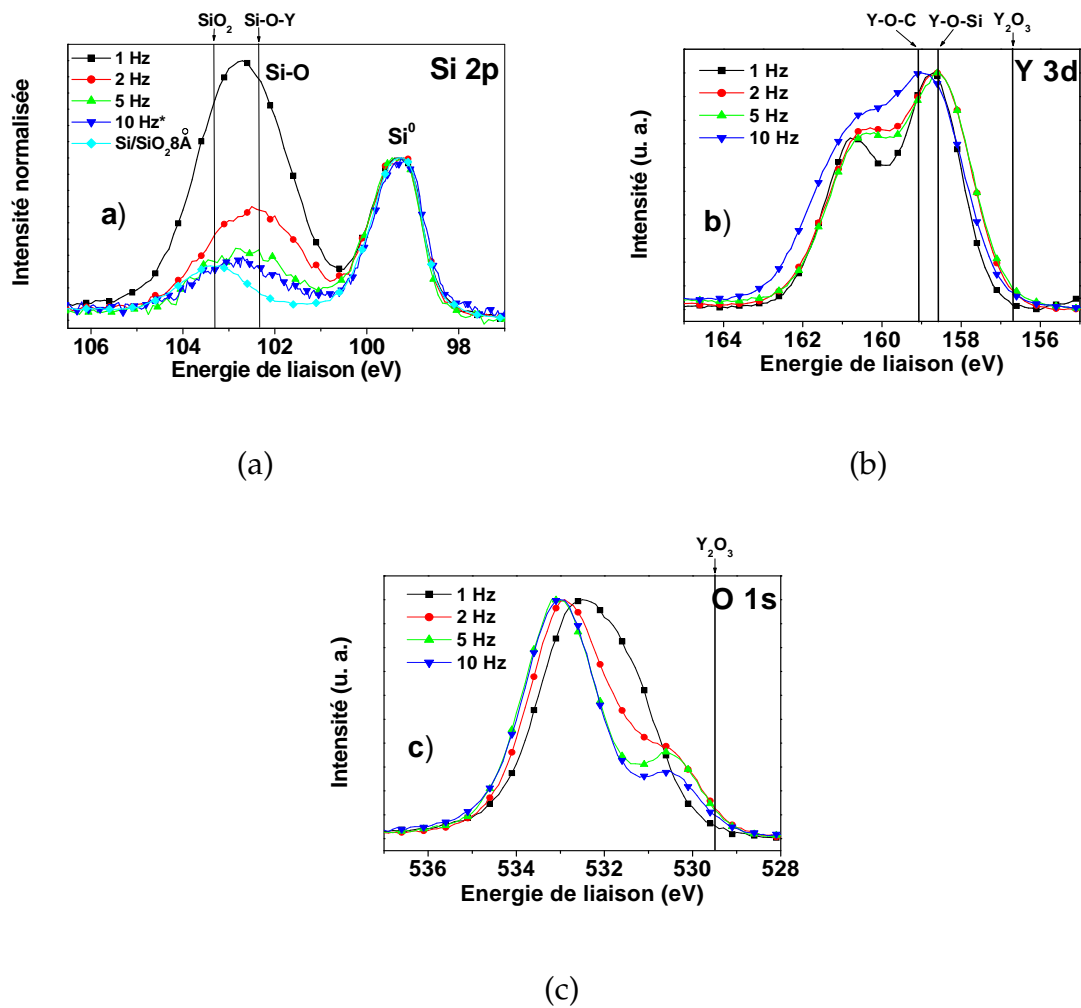 SiO2 Si-O-Y
1 Hz
2 Hz
5 Hz
10 Hz*
Si/SiO2 8Å
Si-O
Si 2p
Si0
a)
Intensité normalisée
106 104 102 100 98
Energie de liaison (eV)
(a)
Y-O-C Y-O-Si Y2O3
1 Hz
2 Hz
5 Hz
10 Hz
Y 3d
b)
Intensité (u. a.)
164 162 160 158 156
Energie de liaison (eV)
(b)
Y2O3
1 Hz
2 Hz
5 Hz
10 Hz
O 1s
c)
Intensité (u. a.)
536 534 532 530 528
Energie de liaison (eV)
(c)